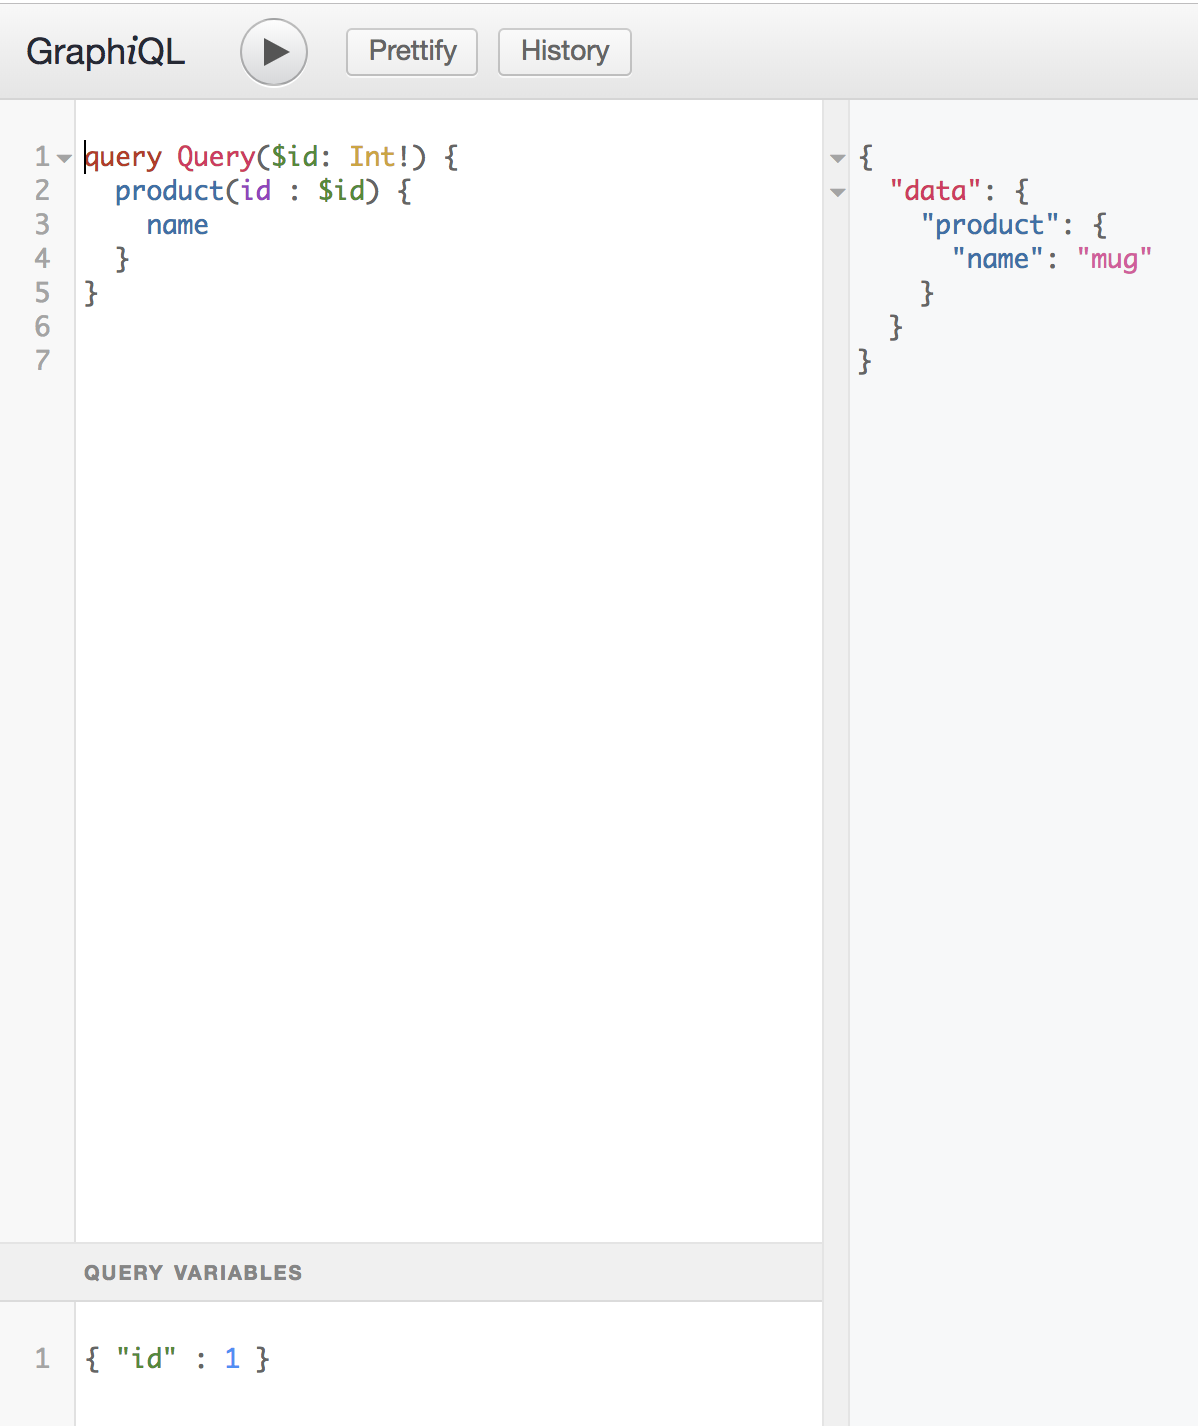 GraphiQL Prettify History
1 query Query($id: Int!) {
2   product(id : $id) {
3     name
4   }
5 }
6
7
{
  "data": {
    "product": {
      "name": "mug"
    }
  }
}
QUERY VARIABLES
1 { "id" : 1 }